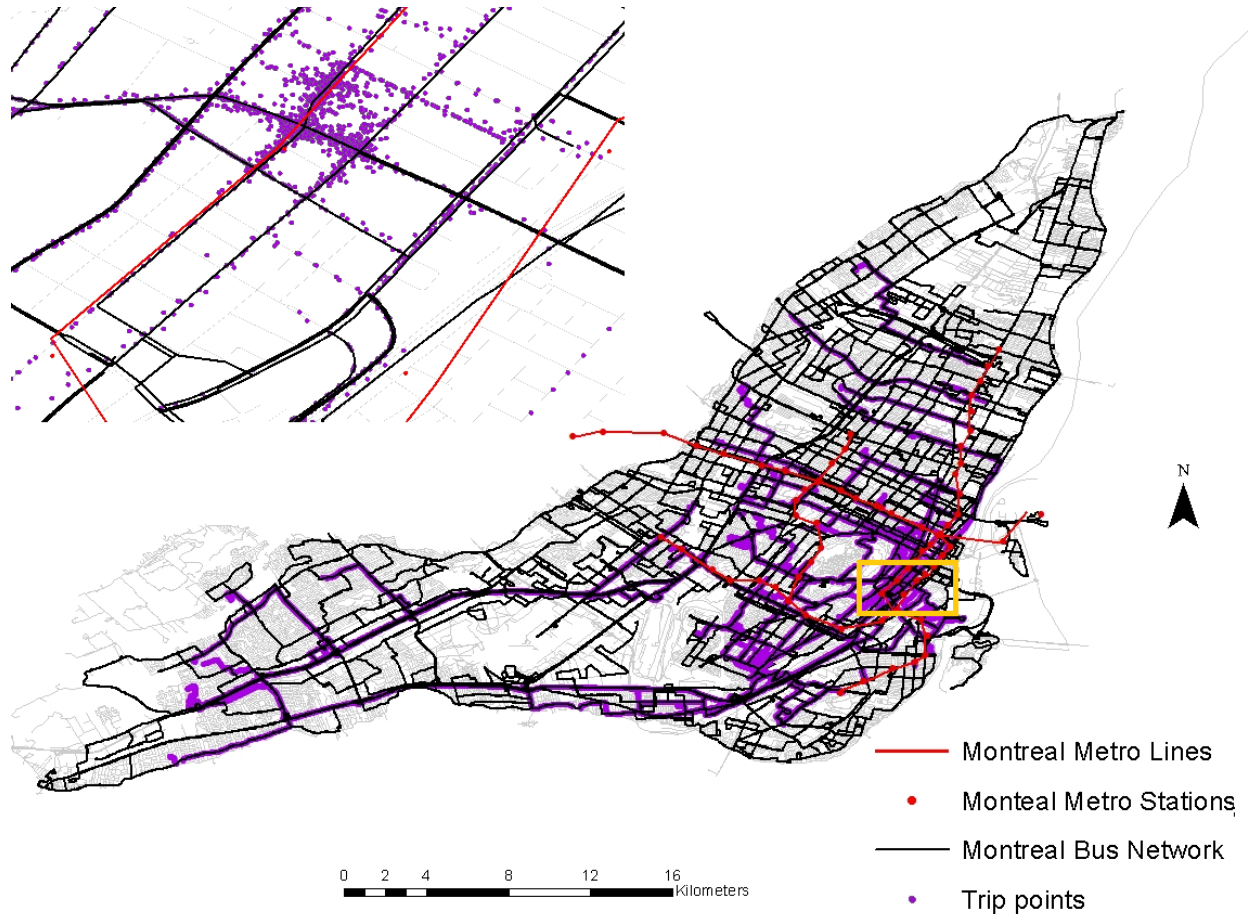 N
Montreal Metro Lines
Monteal Metro Stations
Montreal Bus Network
Trip points
0 2 4 8 12 16
Kilometers